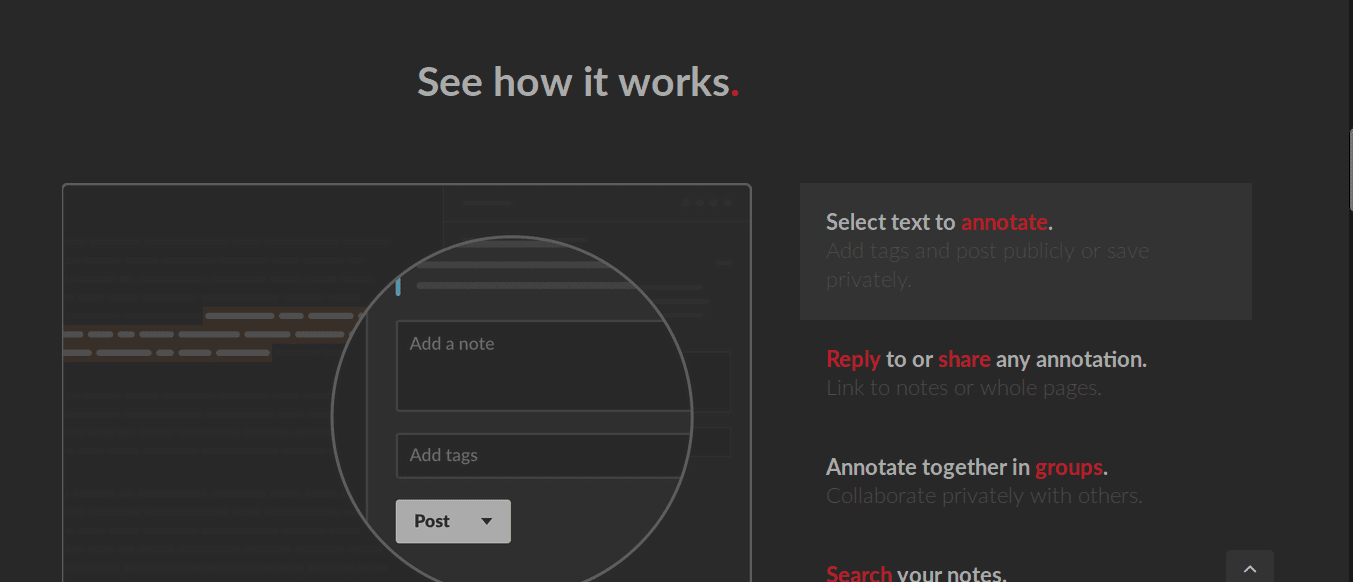 See how it works.
Add a note
Add tags
Post
Select text to annotate.
Add tags and post publicly or save
privately.
Reply to or share any annotation.
Link to notes or whole pages.
Annotate together in groups.
Collaborate privately with others.
Search your notes.